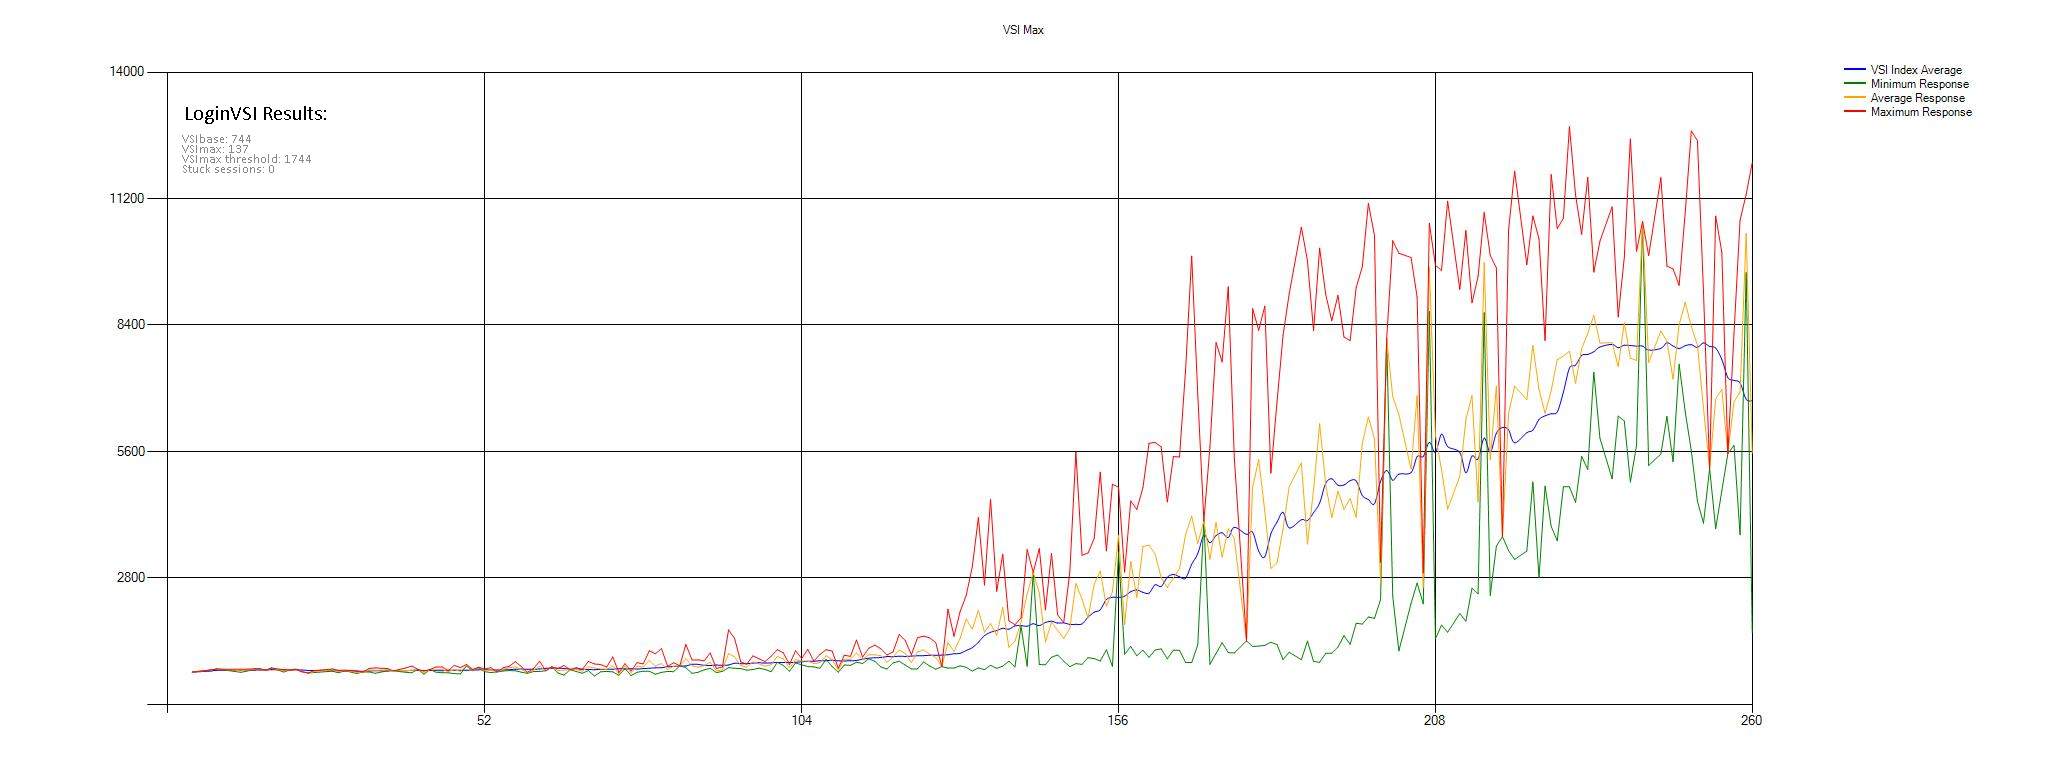 VSI Max
14000
11200
8400
5600
2800
LoginVSI Results:
VSIbase: 744
VSImax: 137
VSImax threshold: 1744
Stuck sessions: 0
VSI Index Average
Minimum Response
Average Response
Maximum Response
52
104
156
208
260